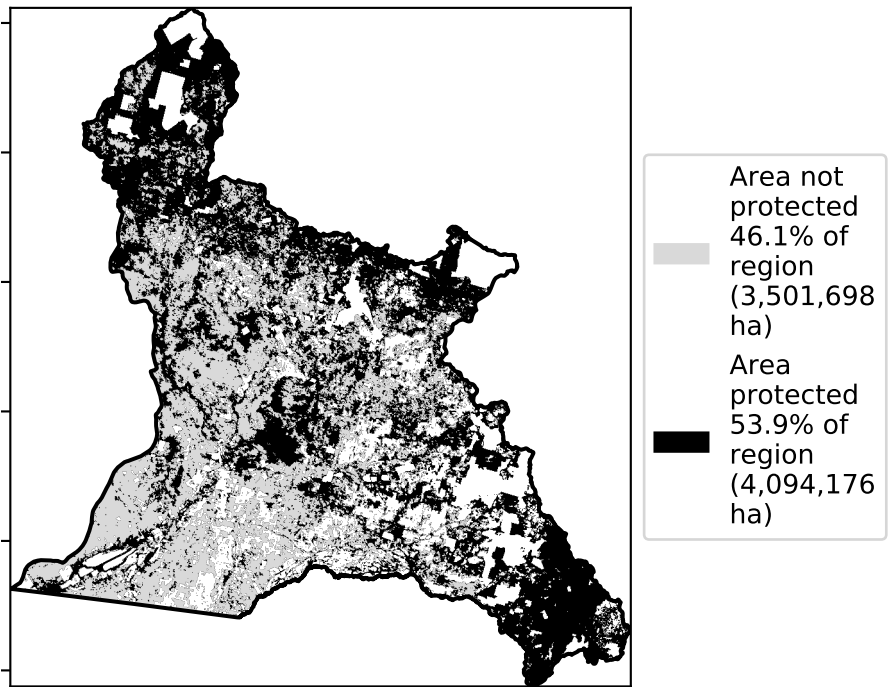 Area not
protected
46.1% of
region
(3,501,698
ha)
Area
protected
53.9% of
region
(4,094,176
ha)